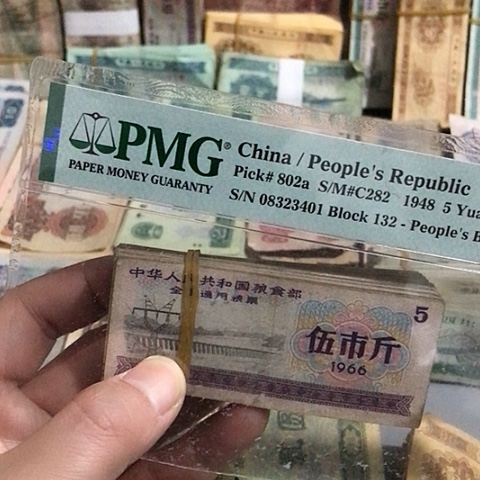 PMG®
PAPER MONEY GUARANTY
China / People's Republic
Pick# 802a S/M#C282 1948 5 Yua
S/N 08323401 Block 132 - People's B
中华人民共和国粮食部
全国通用粮票
5
伍市斤
1966